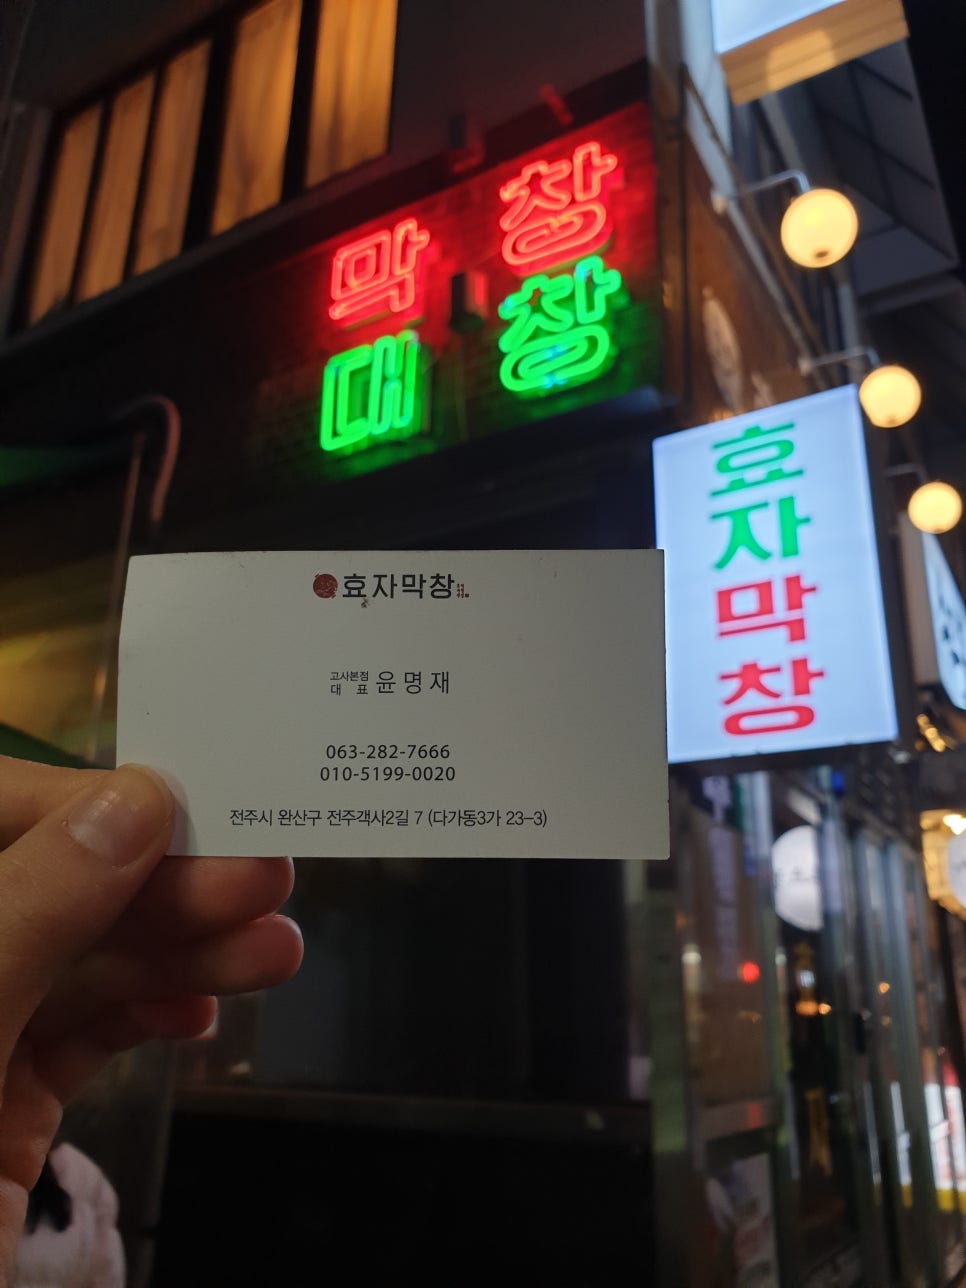 막 창
대 창
효자막창
효자막창
고사본점
대 표 윤명재
063-282-7666
010-5199-0020
전주시 완산구 전주객사2길 7 (다가동3가 23-3)